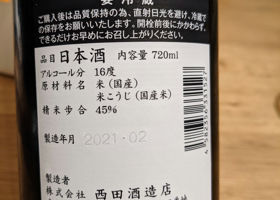 要冷蔵
ご購入後は品質保持の為、直射日光を避け、冷蔵で
の保存をお願いいたします。開栓前後にかかわらず、
できるだけ早めにお召し上がりください。
品目 日本酒 内容量 720ml
アルコール分 16度
原材料名 米(国産)
米こうじ(国産米)
精米歩合 45%
製造年月 2021・02
製造者
株式会社 西田酒造店